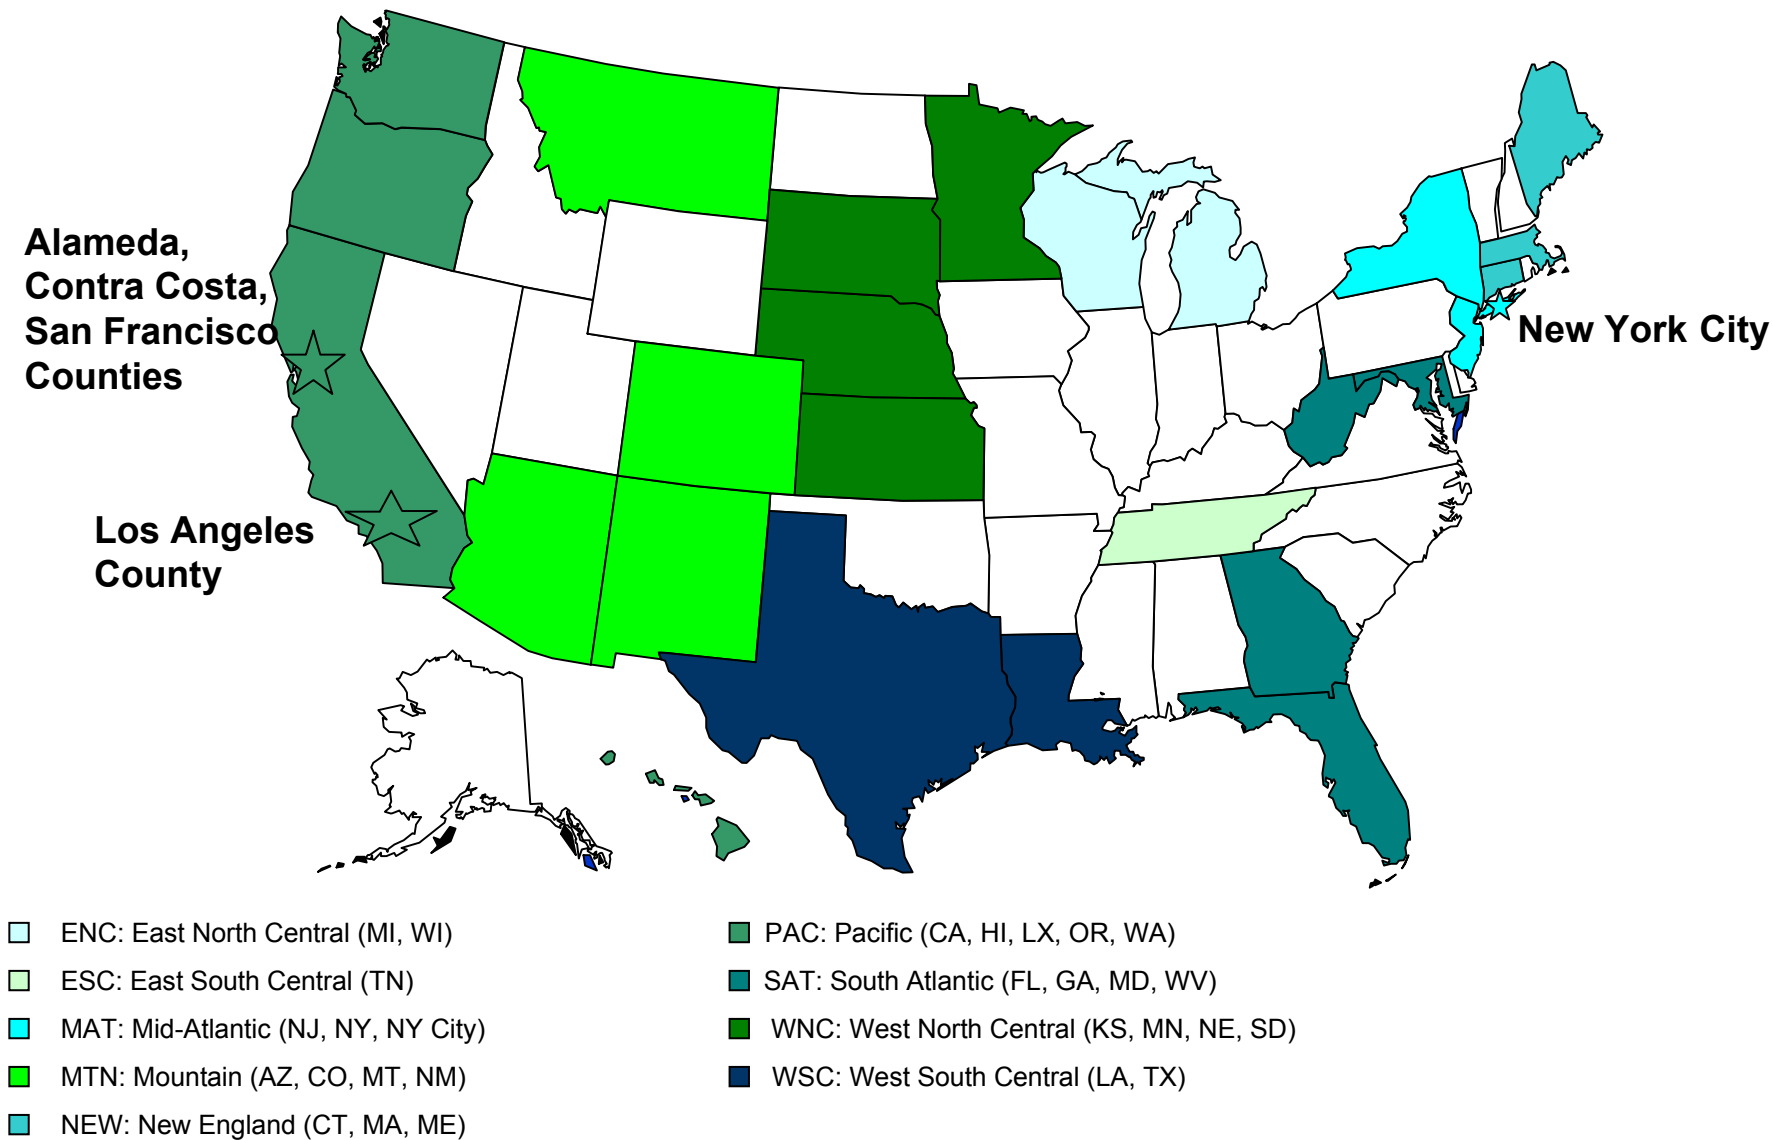 Alameda,
Contra Costa,
San Francisco
Counties
New York City
Los Angeles
County
ENC: East North Central (MI, WI)
ESC: East South Central (TN)
MAT: Mid-Atlantic (NJ, NY, NY City)
MTN: Mountain (AZ, CO, MT, NM)
NEW: New England (CT, MA, ME)
PAC: Pacific (CA, HI, LX, OR, WA)
SAT: South Atlantic (FL, GA, MD, WV)
WNC: West North Central (KS, MN, NE, SD)
WSC: West South Central (LA, TX)